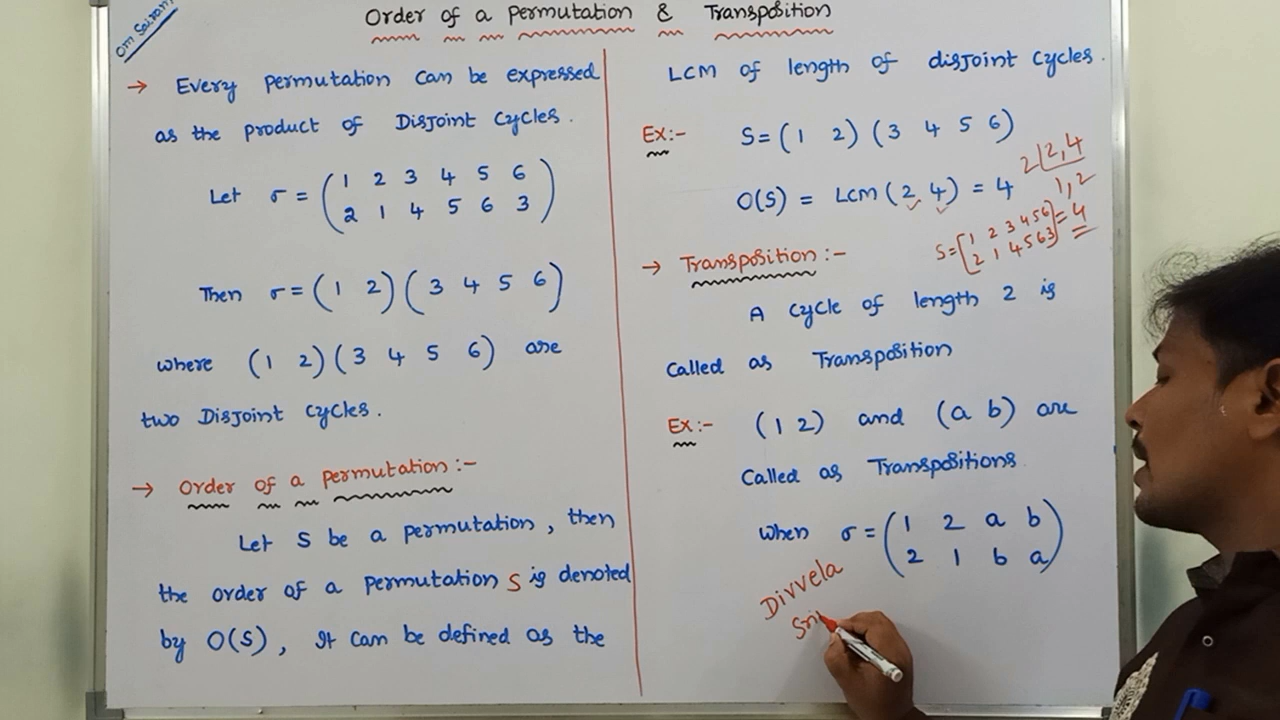 Om Sairam
Order of a permutation & Transposition
→ Every permutation can be expressed
as the product of Disjoint Cycles.
Let σ = (1 2 3 4 5 6
2 1 4 5 6 3)
Then σ = (1 2)(3 4 5 6)
where (1 2)(3 4 5 6) are
two Disjoint cycles.
→ Order of a permutation :-
Let S be a permutation, then
the order of a permutation S is denoted
by O(S), It can be defined as the
LCM of length of disjoint cycles.
Ex:- S = (1 2)(3 4 5 6)
O(S) = LCM(2, 4) = 4
2 | 2, 4
1, 2
S = [1 2 3 4 5 6
2 1 4 5 6 3] = 4
→ Transposition :-
A cycle of length 2 is
Called as Transposition
Ex:- (1 2) and (a b) are
Called as Transpositions.
When σ = (1 2 a b
2 1 b a)
Divvela
Sri